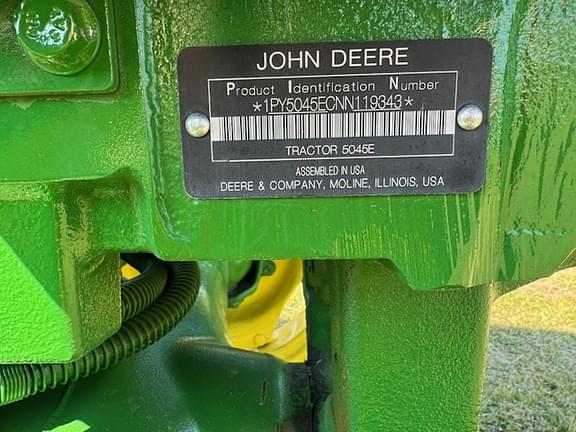 JOHN DEERE
Product Identification Number
*1PY5045ECNN119343*
TRACTOR 5045E
ASSEMBLED IN USA
DEERE & COMPANY, MOLINE, ILLINOIS, USA